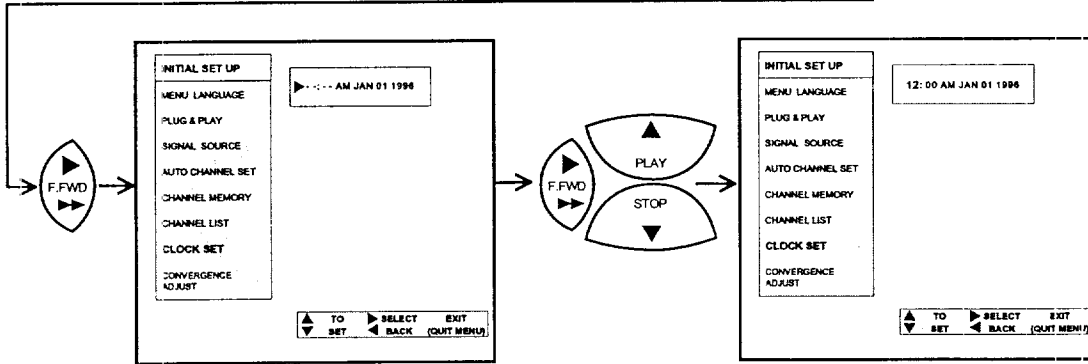 F.FWD
INITIAL SET UP
MENU LANGUAGE
PLUG & PLAY
SIGNAL SOURCE
AUTO CHANNEL SET
CHANNEL MEMORY
CHANNEL LIST
CLOCK SET
CONVERGENCE
ADJUST
▶--:-- AM JAN 01 1996
▲ TO ▶ SELECT EXIT
▼ SET ◀ BACK (QUIT MENU)
F.FWD
PLAY
STOP
INITIAL SET UP
MENU LANGUAGE
PLUG & PLAY
SIGNAL SOURCE
AUTO CHANNEL SET
CHANNEL MEMORY
CHANNEL LIST
CLOCK SET
CONVERGENCE
ADJUST
12:00 AM JAN 01 1996
▲ TO ▶ SELECT EXIT
▼ SET ◀ BACK (QUIT MENU)